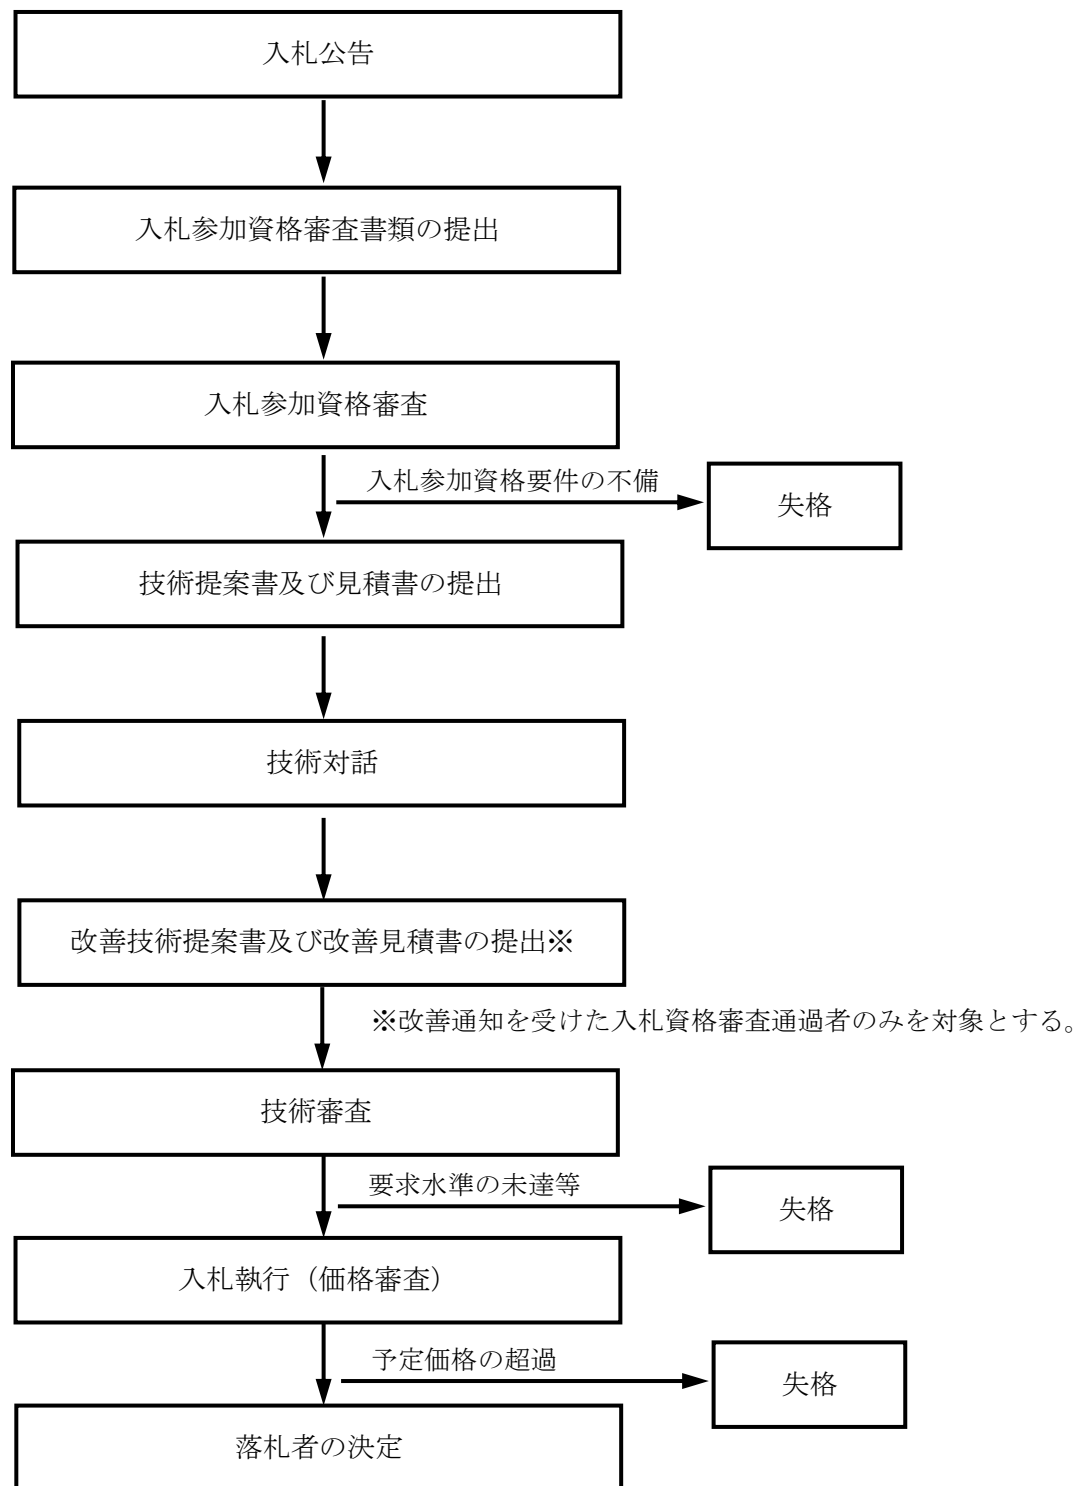 入札公告
入札参加資格審査書類の提出
入札参加資格審査
入札参加資格要件の不備
失格
技術提案書及び見積書の提出
技術対話
改善技術提案書及び改善見積書の提出※
※改善通知を受けた入札資格審査通過者のみを対象とする。
技術審査
要求水準の未達等
失格
入札執行（価格審査）
予定価格の超過
失格
落札者の決定